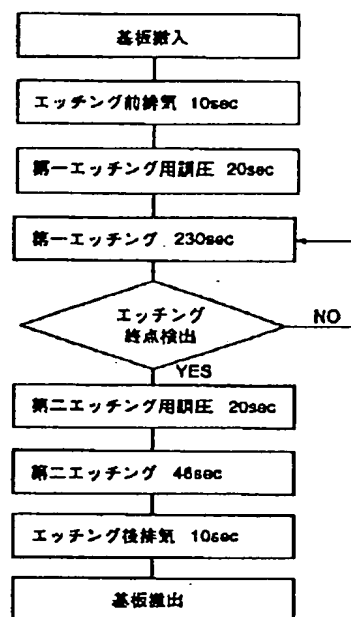 基板搬入
エッチング前排気 10sec
第一エッチング用調圧 20sec
第一エッチング 230sec
エッチング
終点検出
NO
YES
第二エッチング用調圧 20sec
第二エッチング 46sec
エッチング後排気 10sec
基板搬出